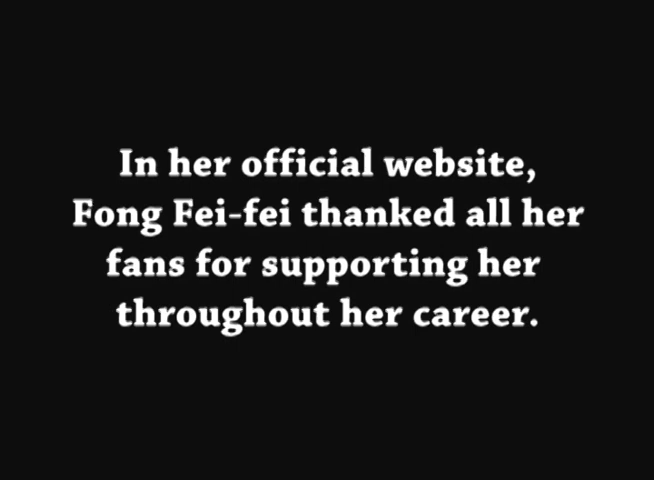 In her official website,
Fong Fei-fei thanked all her
fans for supporting her
throughout her career.